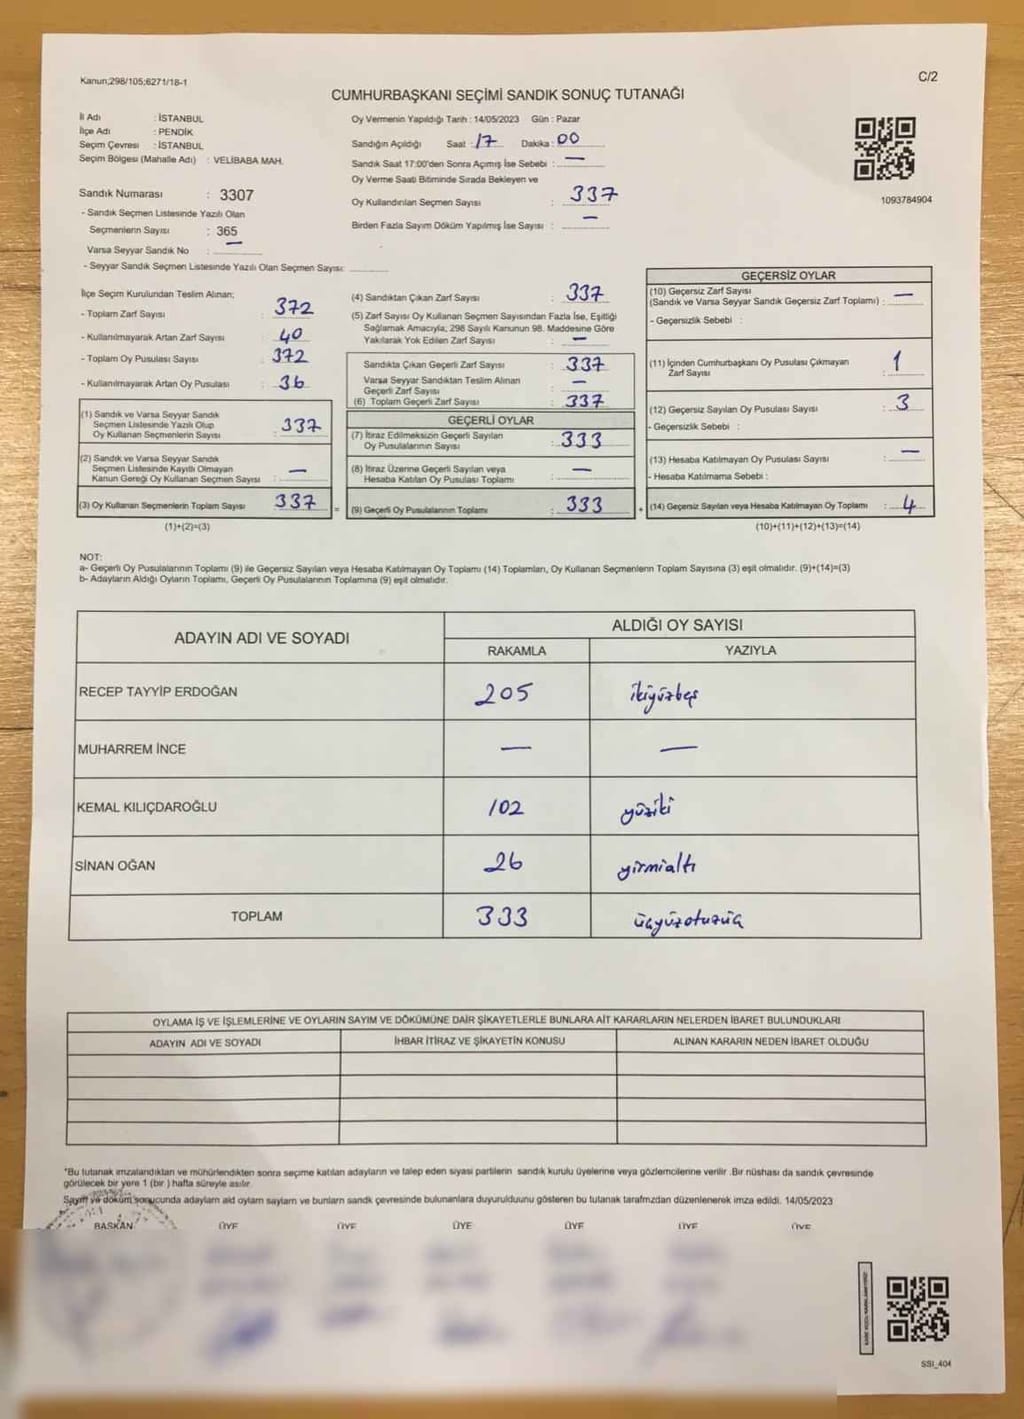 Kanun;298/105;6271/18-1
C/2
CUMHURBAŞKANI SEÇİMİ SANDIK SONUÇ TUTANAĞI
İl Adı : İSTANBUL
İlçe Adı : PENDİK
Seçim Çevresi : İSTANBUL
Seçim Bölgesi (Mahalle Adı) : VELİBABA MAH.
Sandık Numarası : 3307
- Sandık Seçmen Listesinde Yazılı Olan
Seçmenlerin Sayısı : 365
Varsa Seyyar Sandık No : —
- Seyyar Sandık Seçmen Listesinde Yazılı Olan Seçmen Sayısı:
Oy Vermenin Yapıldığı Tarih : 14/05/2023 Gün : Pazar
Sandığın Açıldığı Saat : 17 Dakika : 00
Sandık Saat 17:00'den Sonra Açımış İse Sebebi : —
Oy Verme Saati Bitiminde Sırada Bekleyen ve
Oy Kullandırılan Seçmen Sayısı : 337
Birden Fazla Sayım Döküm Yapılmış İse Sayısı : —
1093784904
İlçe Seçim Kurulundan Teslim Alınan;
- Toplam Zarf Sayısı : 372
- Kullanılmayarak Artan Zarf Sayısı : 40
- Toplam Oy Pusulası Sayısı : 372
- Kullanılmayarak Artan Oy Pusulası : 36
(1) Sandık ve Varsa Seyyar Sandık
Seçmen Listesinde Yazılı Olup
Oy Kullanan Seçmenlerin Sayısı : 337
(2) Sandık ve Varsa Seyyar Sandık
Seçmen Listesinde Kayıtlı Olmayan
Kanun Gereği Oy Kullanan Seçmen Sayısı : —
(3) Oy Kullanan Seçmenlerin Toplam Sayısı : 337
(1)+(2)=(3)
(4) Sandıktan Çıkan Zarf Sayısı : 337
(5) Zarf Sayısı Oy Kullanan Seçmen Sayısından Fazla İse, Eşitliği
Sağlamak Amacıyla; 298 Sayılı Kanunun 98. Maddesine Göre
Yakılarak Yok Edilen Zarf Sayısı : —
Sandıkta Çıkan Geçerli Zarf Sayısı : 337
Varsa Seyyar Sandıktan Teslim Alınan
Geçerli Zarf Sayısı : —
(6) Toplam Geçerli Zarf Sayısı : 337
GEÇERLİ OYLAR
(7) İtiraz Edilmeksizin Geçerli Sayılan
Oy Pusulalarının Sayısı : 333
(8) İtiraz Üzerine Geçerli Sayılan veya
Hesaba Katılan Oy Pusulası Toplamı : —
= (9) Geçerli Oy Pusulalarının Toplamı : 333 +
GEÇERSİZ OYLAR
(10) Geçersiz Zarf Sayısı
(Sandık ve Varsa Seyyar Sandık Geçersiz Zarf Toplamı) : —
- Geçersizlik Sebebi :
(11) İçinden Cumhurbaşkanı Oy Pusulası Çıkmayan
Zarf Sayısı : 1
(12) Geçersiz Sayılan Oy Pusulası Sayısı : 3
- Geçersizlik Sebebi :
(13) Hesaba Katılmayan Oy Pusulası Sayısı : —
- Hesaba Katılmama Sebebi :
(14) Geçersiz Sayılan veya Hesaba Katılmayan Oy Toplamı : 4
(10)+(11)+(12)+(13)=(14)
NOT:
a- Geçerli Oy Pusulalarının Toplamı (9) ile Geçersiz Sayılan veya Hesaba Katılmayan Oy Toplamı (14) Toplamları, Oy Kullanan Seçmenlerin Toplam Sayısına (3) eşit olmalıdır. (9)+(14)=(3)
b- Adayların Aldığı Oyların Toplamı, Geçerli Oy Pusulalarının Toplamına (9) eşit olmalıdır.
ADAYIN ADI VE SOYADI
ALDIĞI OY SAYISI
RAKAMLA YAZIYLA
RECEP TAYYİP ERDOĞAN 205 ikiyüzbeş
MUHARREM İNCE — —
KEMAL KILIÇDAROĞLU 102 yüziki
SİNAN OĞAN 26 yirmialtı
TOPLAM 333 üçyüzotuzüç
OYLAMA İŞ VE İŞLEMLERİNE VE OYLARIN SAYIM VE DÖKÜMÜNE DAİR ŞİKAYETLERLE BUNLARA AİT KARARLARIN NELERDEN İBARET BULUNDUKLARI
ADAYIN ADI VE SOYADI İHBAR İTİRAZ VE ŞİKAYETİN KONUSU ALINAN KARARIN NEDEN İBARET OLDUĞU
*Bu tutanak imzalandıktan ve mühürlendikten sonra seçime katılan adayların ve talep eden siyasi partilerin sandık kurulu üyelerine veya gözlemcilerine verilir .Bir nüshası da sandık çevresinde
görülecek bir yere 1 (bir ) hafta süreyle asılır.
Sayım ve döküm sonucunda adayların aldığı oyların sayılarını ve bunların sandık çevresinde bulunanlara duyurulduğunu gösteren bu tutanak tarafımızdan düzenlenerek imza edildi. 14/05/2023
BAŞKAN ÜYE ÜYE ÜYE ÜYE ÜYE ÜYE
SSI_404